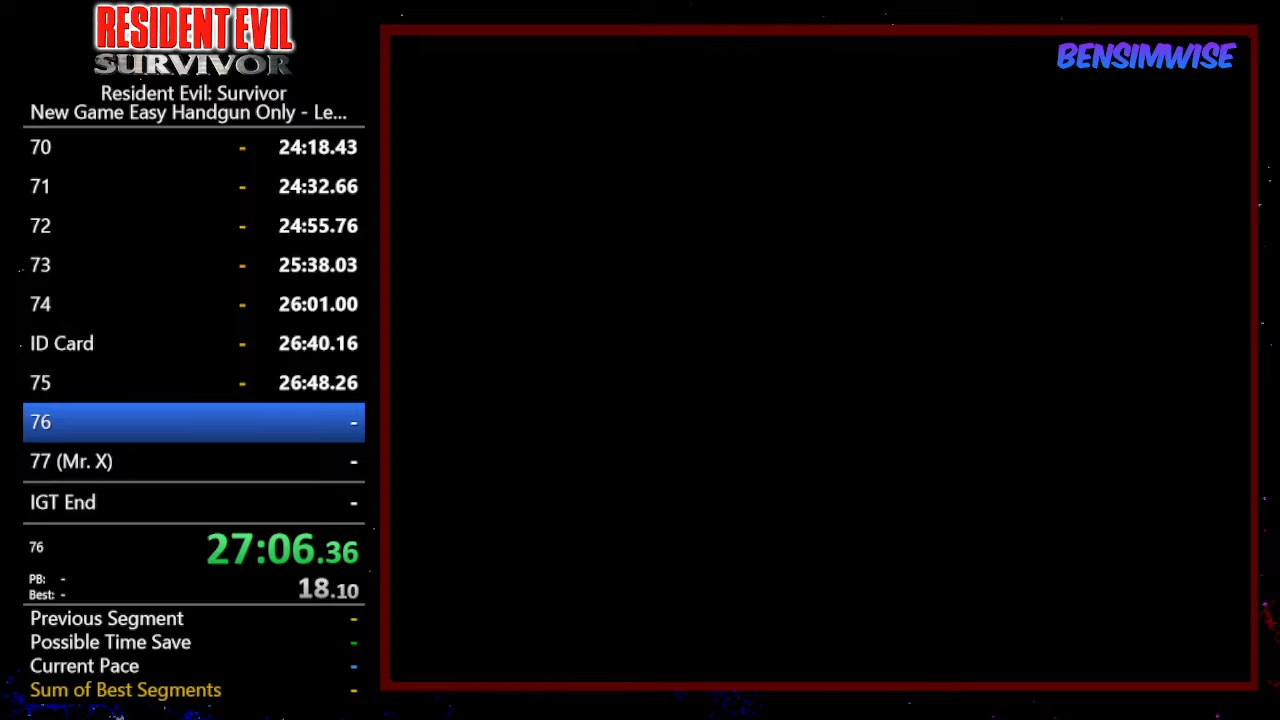 RESIDENT EVIL
SURVIVOR
Resident Evil: Survivor
New Game Easy Handgun Only - Le...
70 - 24:18.43
71 - 24:32.66
72 - 24:55.76
73 - 25:38.03
74 - 26:01.00
ID Card - 26:40.16
75 - 26:48.26
76 -
77 (Mr. X) -
IGT End -
76 27:06.36
PB: -
Best: - 18.10
Previous Segment -
Possible Time Save -
Current Pace -
Sum of Best Segments -
BENSIMWISE